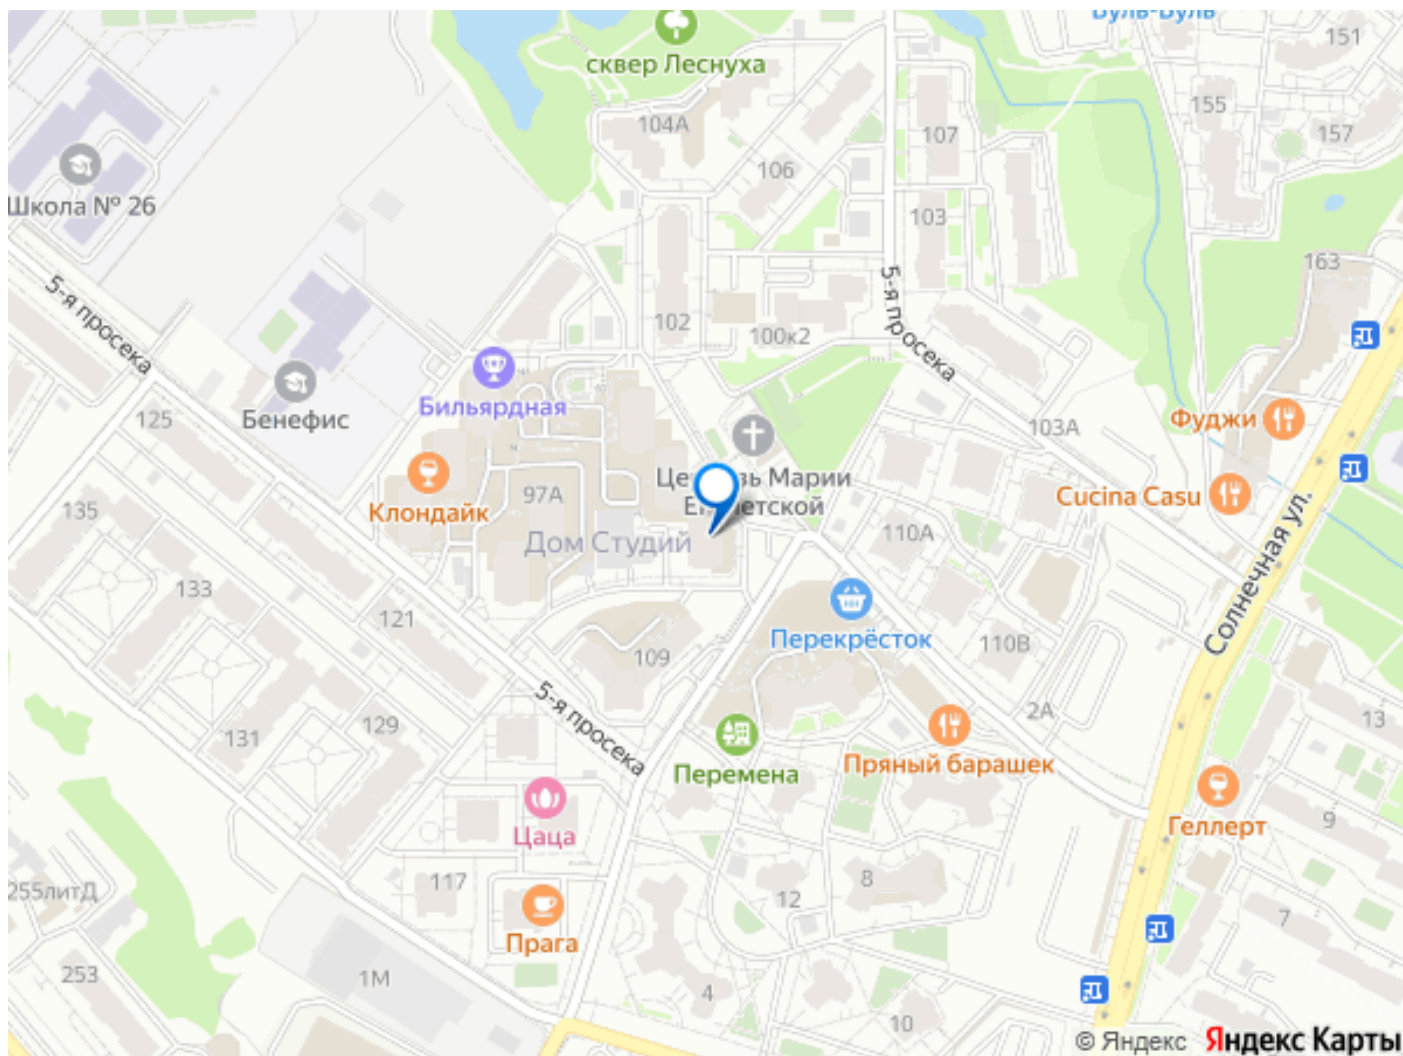 Буль-Буль
151
сквер Леснуха
155
104А
107
157
106
Школа № 26
103
163
5-я просека
5-я просека
102
100к2
Бильярдная
Бенефис
125
Фуджи
103А
Церковь Марии
Египетской
97А
Клондайк
Cucina Casu
135
110А
Дом Студий
Солнечная ул.
133
121
Перекрёсток
109
110В
5-я просека
2А
13
129
131
Перемена
Пряный барашек
Цаца
Геллерт
9
117
8
255литД
12
7
Прага
253
1М
4
10
© Яндекс Яндекс Карты